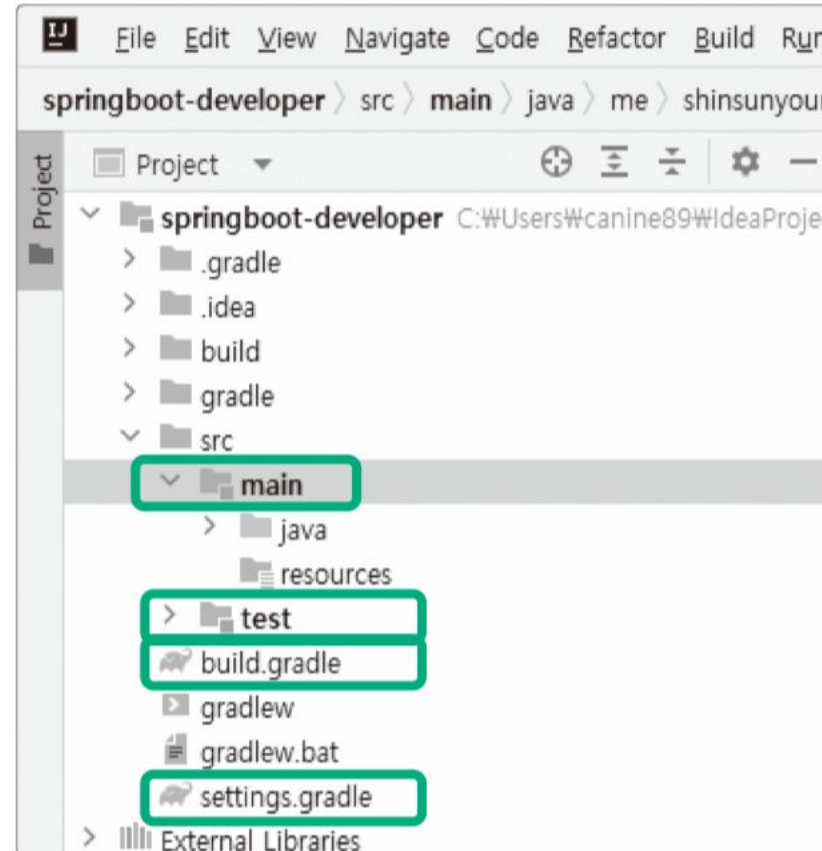 IJ File Edit View Navigate Code Refactor Build Run
springboot-developer 〉 src 〉 main 〉 java 〉 me 〉 shinsunyour
Project
Project
springboot-developer C:₩Users₩canine89₩IdeaProje
.gradle
.idea
build
gradle
src
main
java
resources
test
build.gradle
gradlew
gradlew.bat
settings.gradle
External Libraries